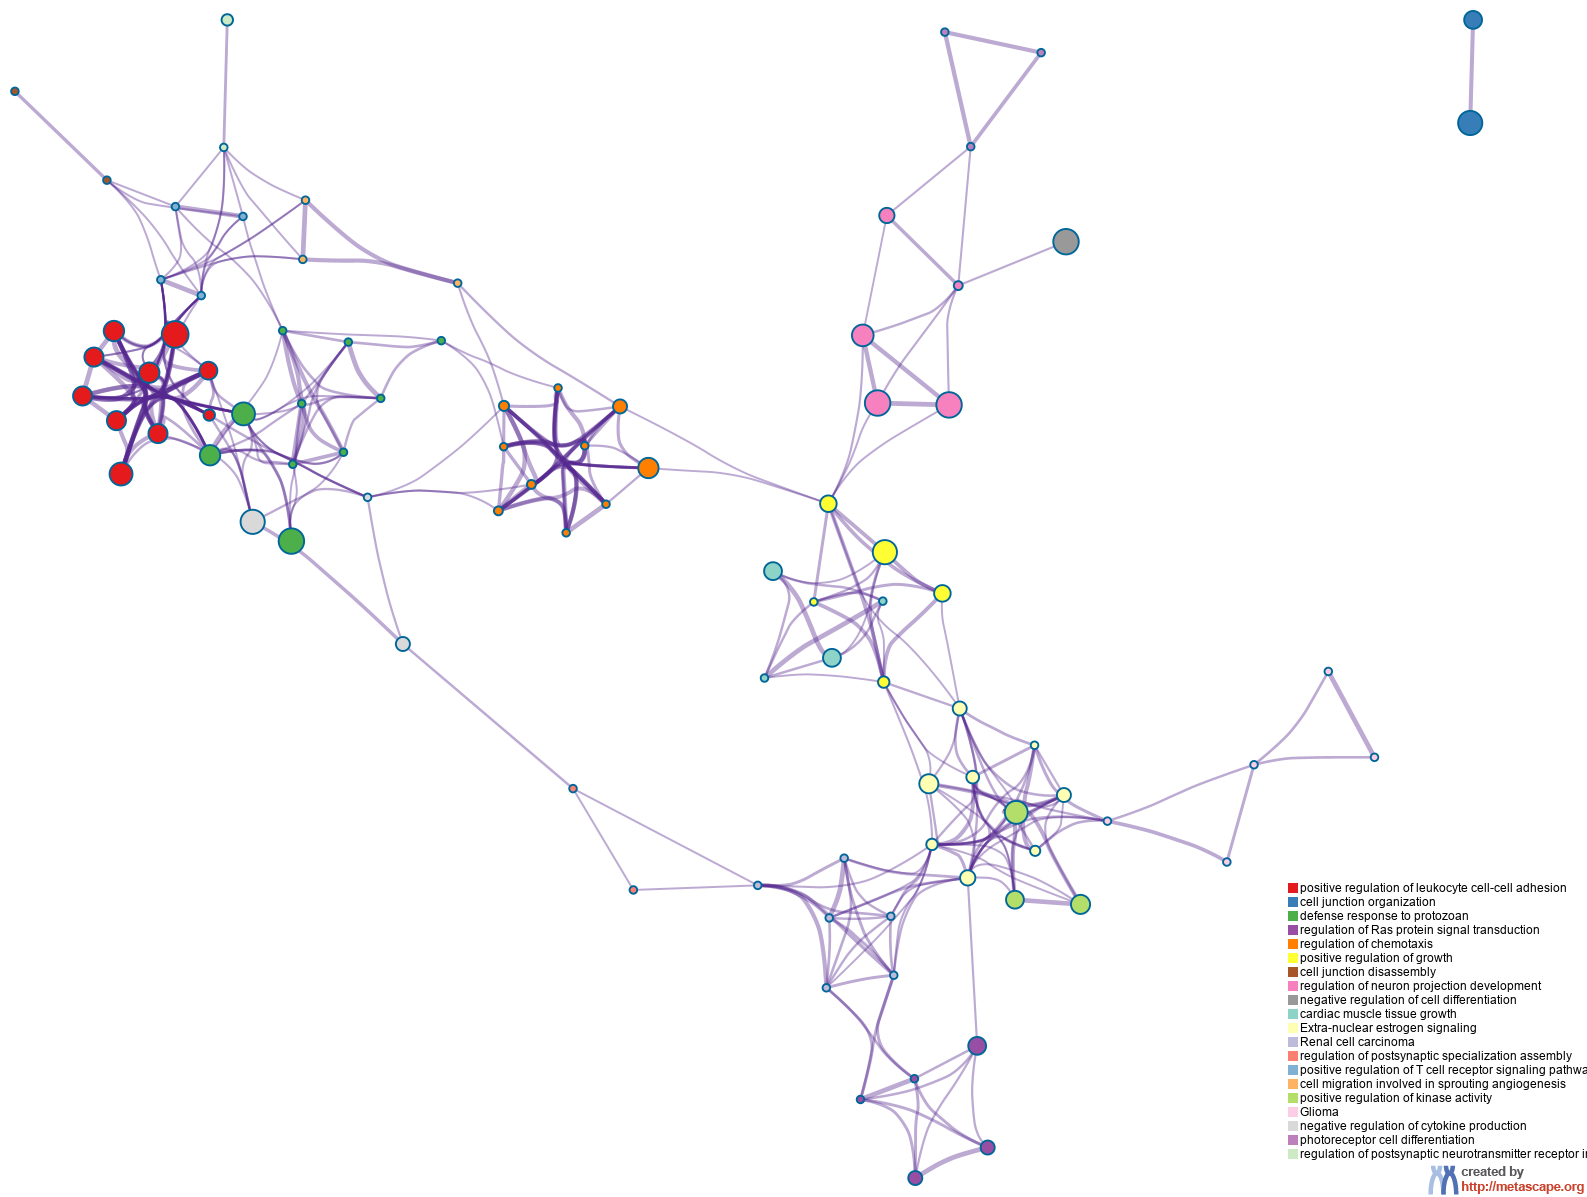 positive regulation of leukocyte cell-cell adhesion
cell junction organization
defense response to protozoan
regulation of Ras protein signal transduction
regulation of chemotaxis
positive regulation of growth
cell junction disassembly
regulation of neuron projection development
negative regulation of cell differentiation
cardiac muscle tissue growth
Extra-nuclear estrogen signaling
Renal cell carcinoma
regulation of postsynaptic specialization assembly
positive regulation of T cell receptor signaling pathwa
cell migration involved in sprouting angiogenesis
positive regulation of kinase activity
Glioma
negative regulation of cytokine production
photoreceptor cell differentiation
regulation of postsynaptic neurotransmitter receptor i
created by
http://metascape.org